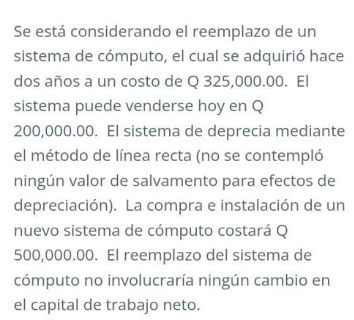 Se está considerando el reemplazo de un
sistema de cómputo, el cual se adquirió hace
dos años a un costo de Q 325,000.00.  El
sistema puede venderse hoy en Q
200,000.00.  El sistema de deprecia mediante
el método de línea recta (no se contempló
ningún valor de salvamento para efectos de
depreciación).  La compra e instalación de un
nuevo sistema de cómputo costará Q
500,000.00.  El reemplazo del sistema de
cómputo no involucraría ningún cambio en
el capital de trabajo neto.